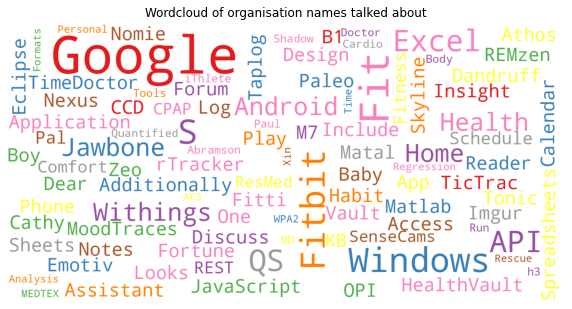 Wordcloud of organisation names talked about
Personal
Nomie
Shadow
B1
Doctor
Cardio
Excel
Athos
Formats
Eclipse
Google
iThlete
Taplog
Design
Fit
REMzen
TimeDoctor
Tools
Paleo
Time
Fitness
Body
Skyline
Dandruff
Nexus
CCD
CPAP
Forum
Log
Android
Insight
Calendar
Application
Quantified
S
Paul
Play
M7
Include
Health
Schedule
Pal
Jawbone
Abramson
Xin
Matal
Home
Reader
Boy
Comfort
Zeo
rTracker
Fitbit
Baby
Regression
Dear
Additionally
AES
ResMed
Habit
App
TicTrac
Tonic
Spreadsheets
Phone
Withings
Fitti
Vault
Matlab
Imgur
Cathy
MoodTraces
One
WPA2
Access
Run
API
Sheets
Notes
Discuss
QS
MD
KB
SenseCams
Rescue
Emotiv
Looks
REST
Fortune
Windows
h3
Analysis
Assistant
JavaScript
OPI
HealthVault
MEDTEX